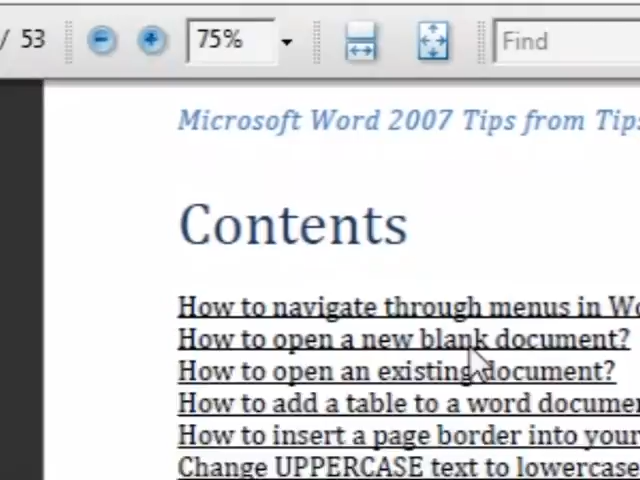 / 53 75% Find
Microsoft Word 2007 Tips from Tips
Contents
How to navigate through menus in Wo
How to open a new blank document?
How to open an existing document?
How to add a table to a word documen
How to insert a page border into your
Change UPPERCASE text to lowercase